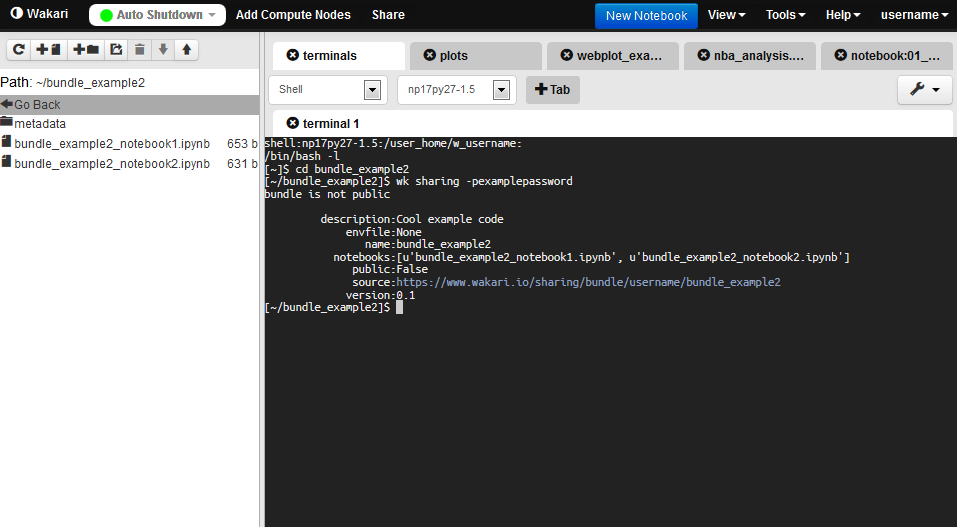 Wakari Auto Shutdown Add Compute Nodes Share New Notebook View Tools Help username
Path: ~/bundle_example2
Go Back
metadata
bundle_example2_notebook1.ipynb 653 b
bundle_example2_notebook2.ipynb 631 b
terminals plots webplot_exa... nba_analysis.... notebook:01_...
Shell np17py27-1.5 Tab
terminal 1
shell:np17py27-1.5:/user_home/w_username:
/bin/bash -l
[~]$ cd bundle_example2
[~/bundle_example2]$ wk sharing -pexamplepassword
bundle is not public
description:Cool example code
envfile:None
name:bundle_example2
notebooks:[u'bundle_example2_notebook1.ipynb', u'bundle_example2_notebook2.ipynb']
public:False
source:https://www.wakari.io/sharing/bundle/username/bundle_example2
version:0.1
[~/bundle_example2]$